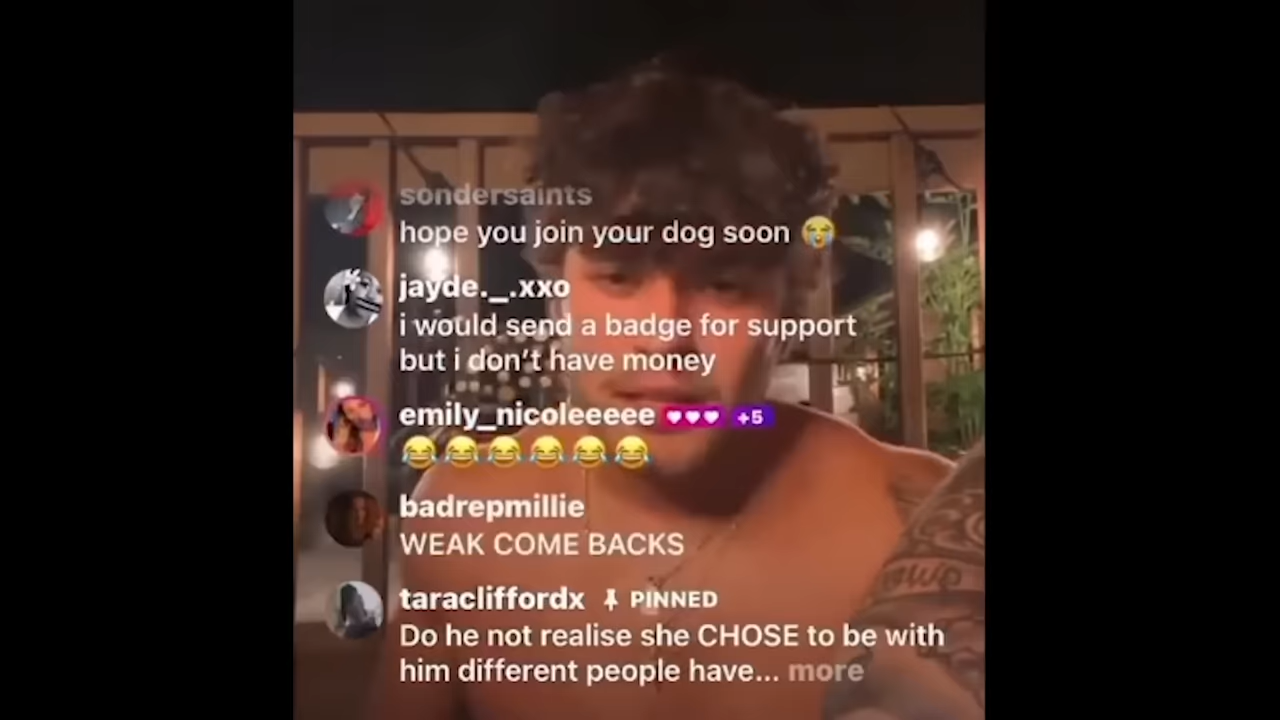 sondersaints
hope you join your dog soon 😭
jayde._.xxo
i would send a badge for support
but i don't have money
emily_nicoleeeee +5
😂😂😂😂😂😂
badrepmillie
WEAK COME BACKS
taracliffordx PINNED
Do he not realise she CHOSE to be with
him different people have... more